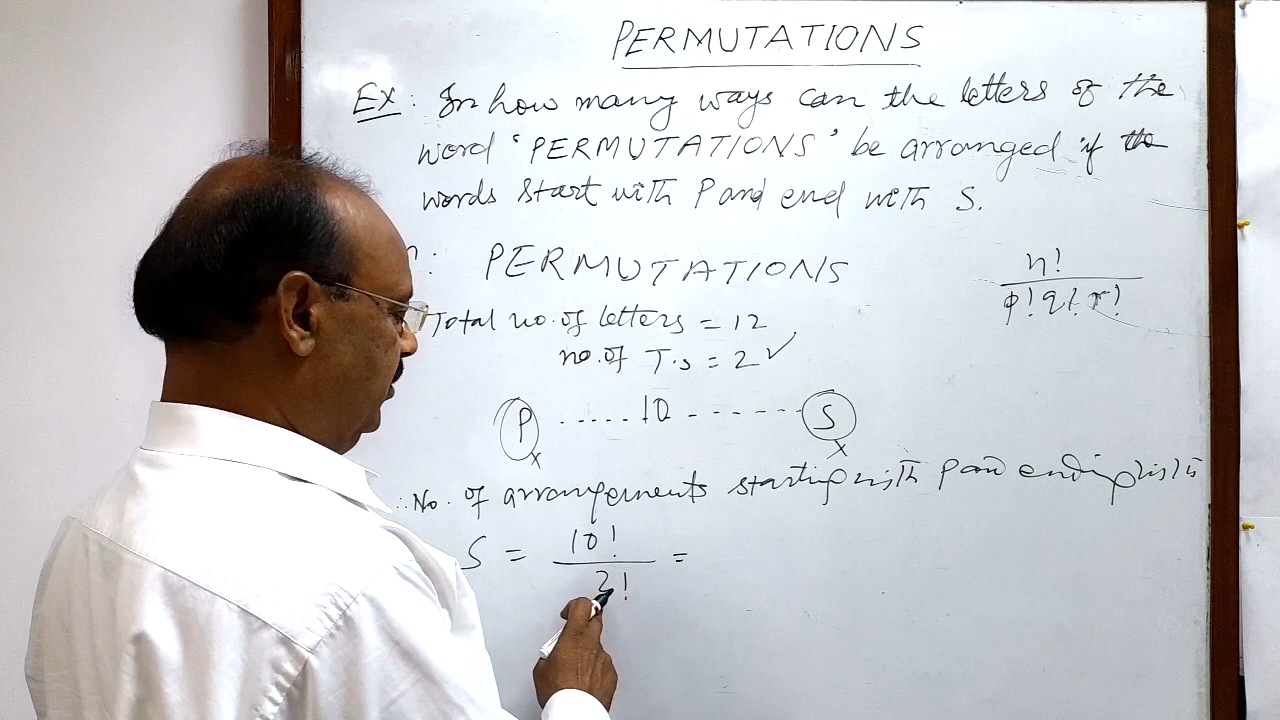 PERMUTATIONS
Ex: In how many ways can the letters of the
word 'PERMUTATIONS' be arranged if the
words start with P and end with S.
: PERMUTATIONS
n!
p! q! r!
Total no. of letters = 12
no. of T.s = 2 ✓
P ..... 10 ------ S
x x
∴ No. of arrangements starting with P and ending with
S = 10! =
2!